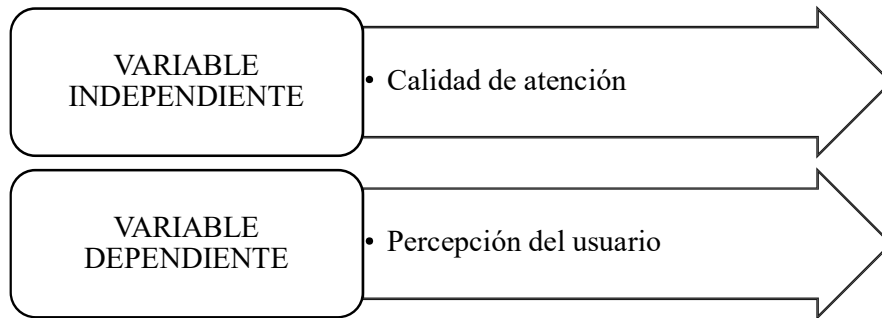 VARIABLE
INDEPENDIENTE
• Calidad de atención
VARIABLE
DEPENDIENTE
• Percepción del usuario